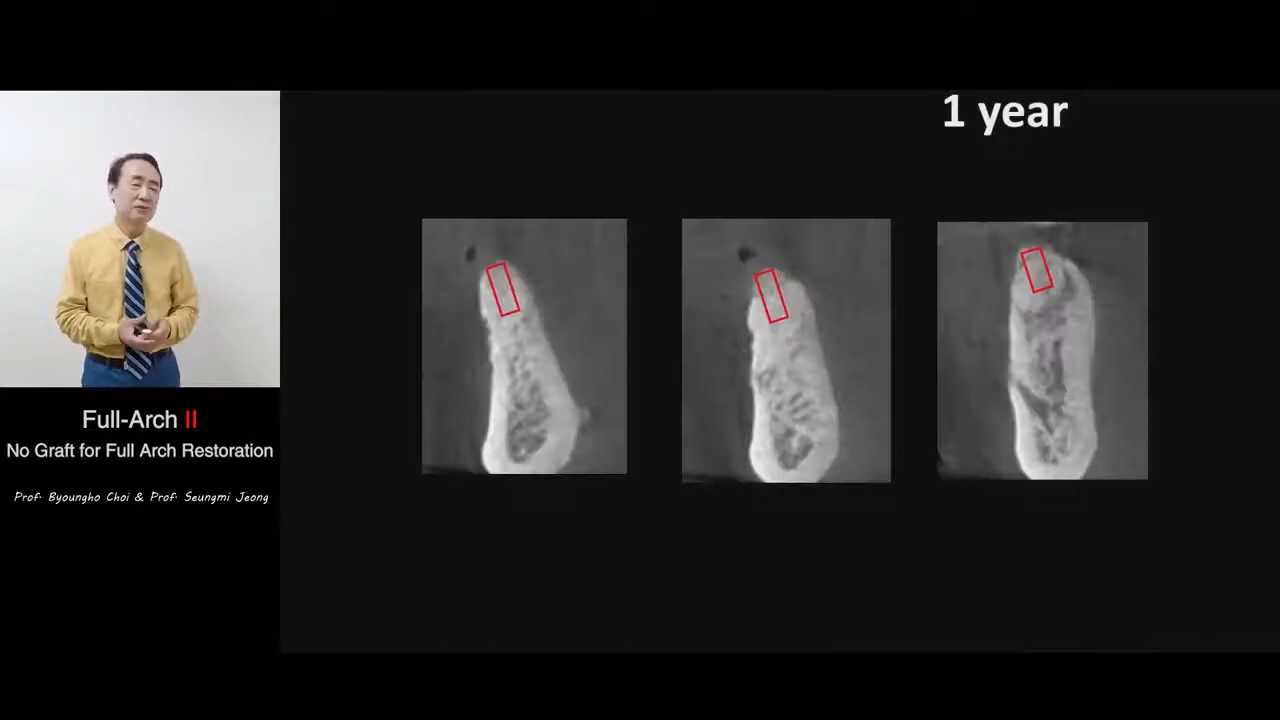 1 year
Full-Arch II
No Graft for Full Arch Restoration
Prof. Byoungho Choi & Prof. Seungmi Jeong